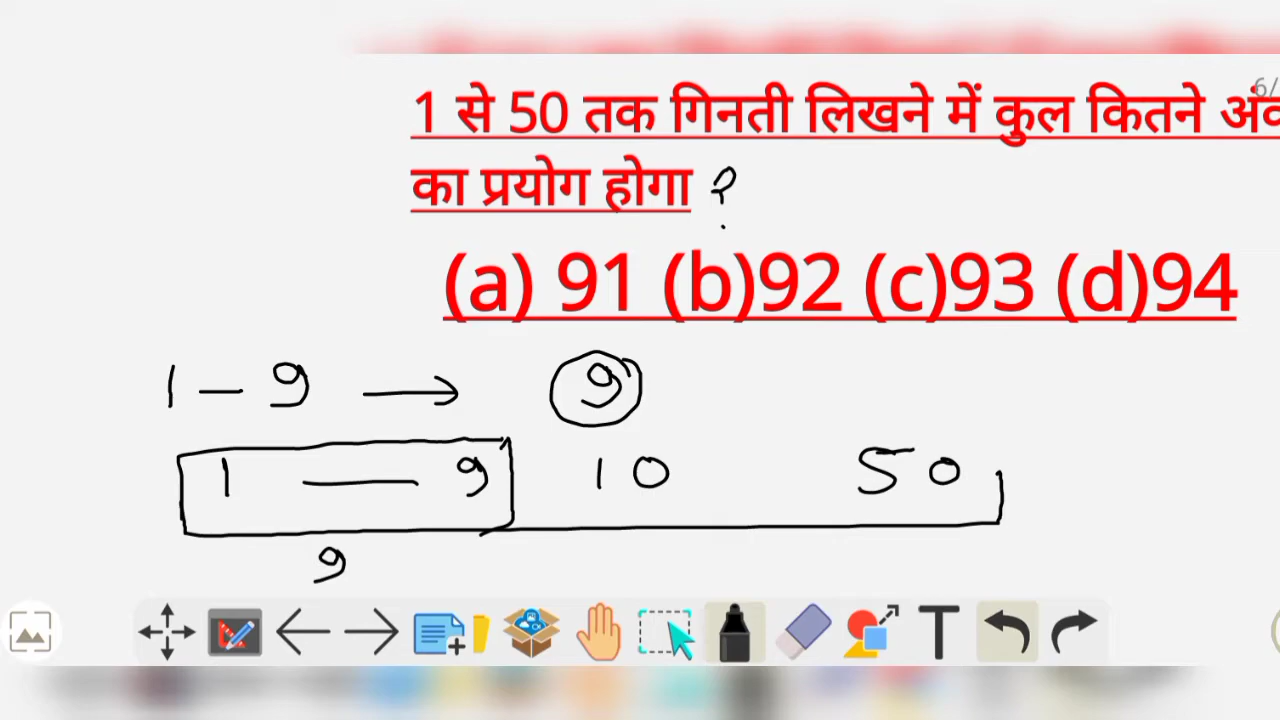 6/
1 से 50 तक गिनती लिखने में कुल कितने
का प्रयोग होगा ?
(a) 91 (b)92 (c)93 (d)94
1 – 9 → 9
1 — 9 10 50
9
T